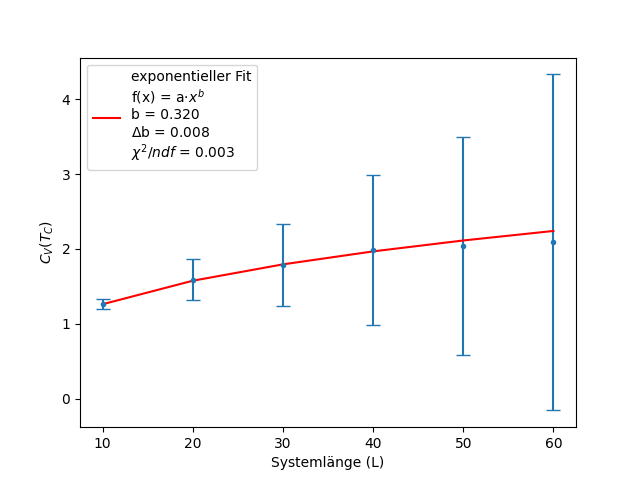 exponentieller Fit
f(x) = a·x^b
b = 0.320
Δb = 0.008
χ²/ndf = 0.003
4
3
2
1
0
C_V(T_C)
10 20 30 40 50 60
Systemlänge (L)